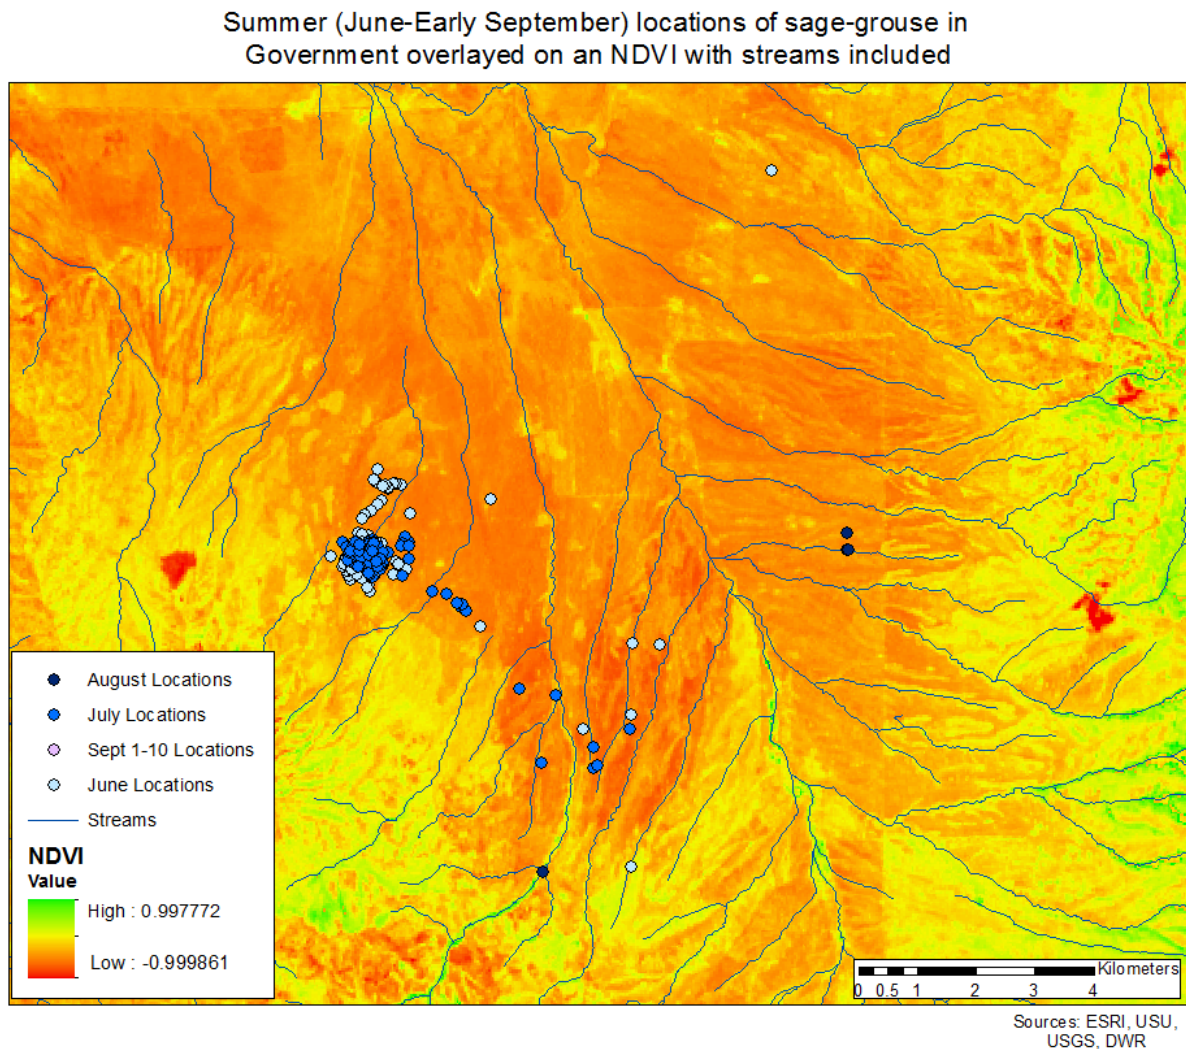 Summer (June-Early September) locations of sage-grouse in
Government overlayed on an NDVI with streams included
August Locations
July Locations
Sept 1-10 Locations
June Locations
Streams
NDVI
Value
High : 0.997772
Low : -0.999861
Kilometers
0 0.5 1 2 3 4
Sources: ESRI, USU,
USGS, DWR